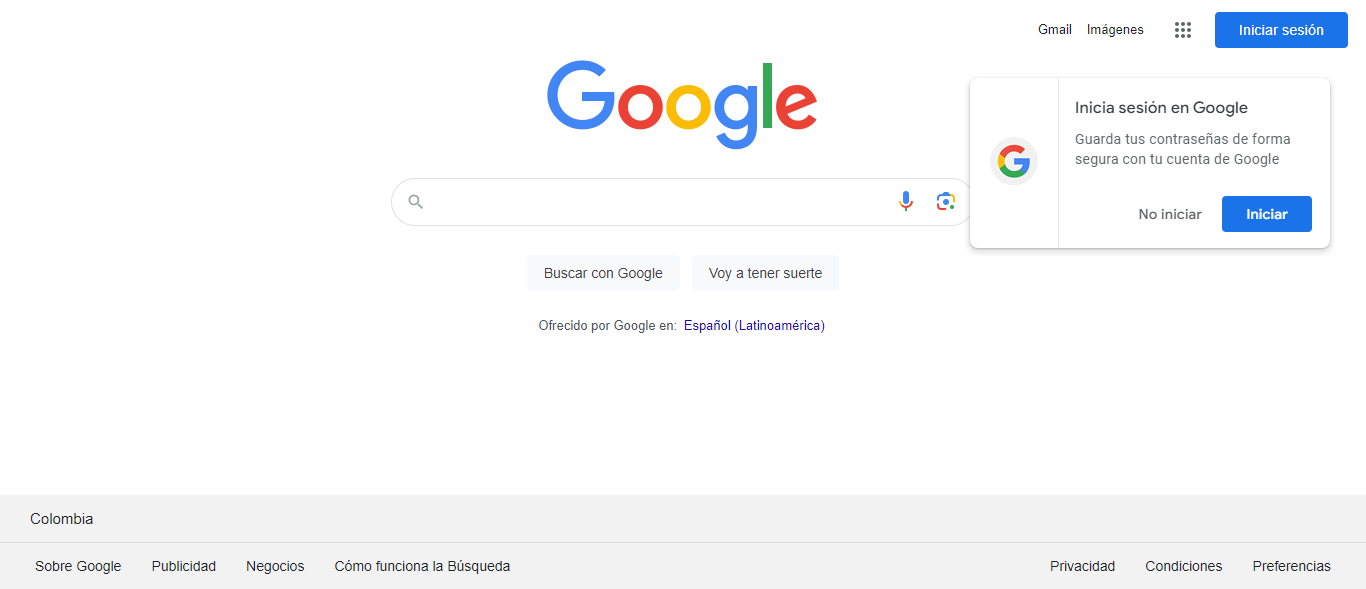 Gmail Imágenes Iniciar sesión
Google
Inicia sesión en Google
Guarda tus contraseñas de forma
segura con tu cuenta de Google
No iniciar Iniciar
Buscar con Google Voy a tener suerte
Ofrecido por Google en: Español (Latinoamérica)
Colombia
Sobre Google Publicidad Negocios Cómo funciona la Búsqueda Privacidad Condiciones Preferencias